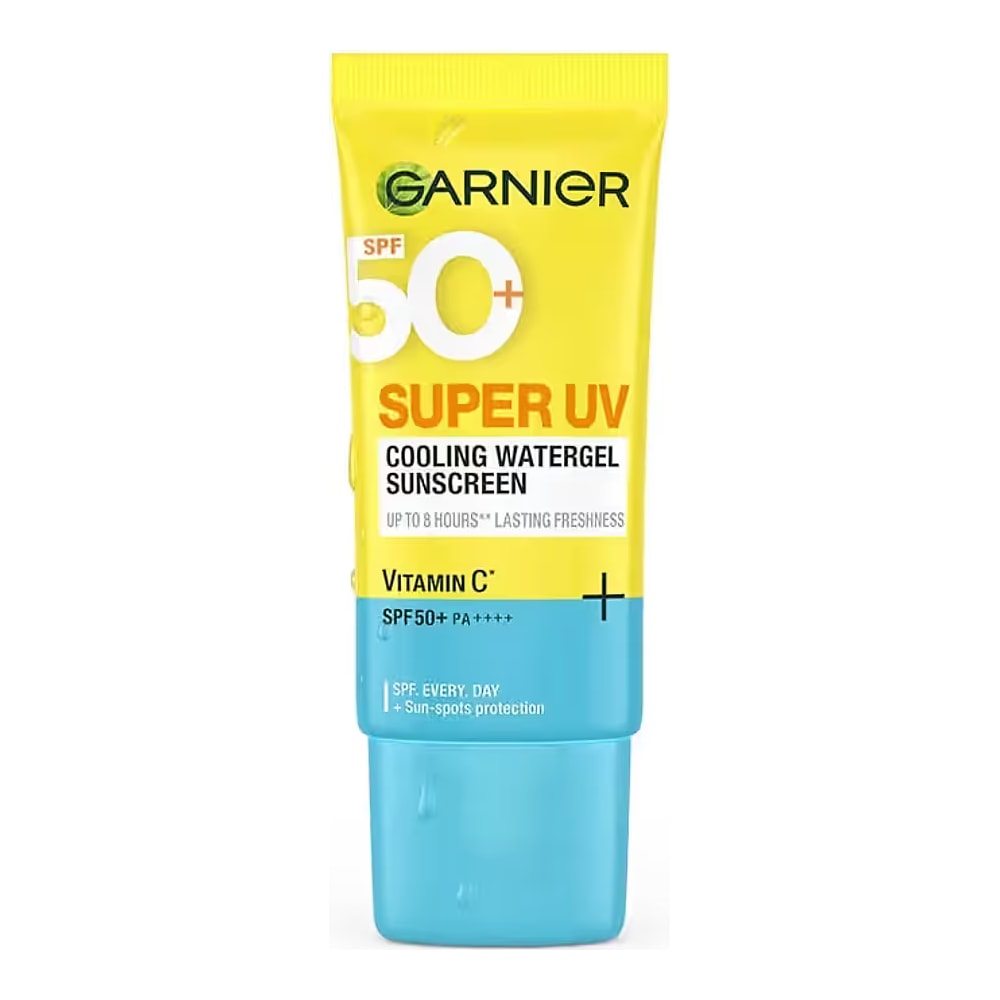 GARNIER
SPF
50+
SUPER UV
COOLING WATERGEL
SUNSCREEN
UP TO 8 HOURS** LASTING FRESHNESS
VITAMIN C*
+
SPF50+ PA++++
SPF. EVERY. DAY
+ Sun-spots protection